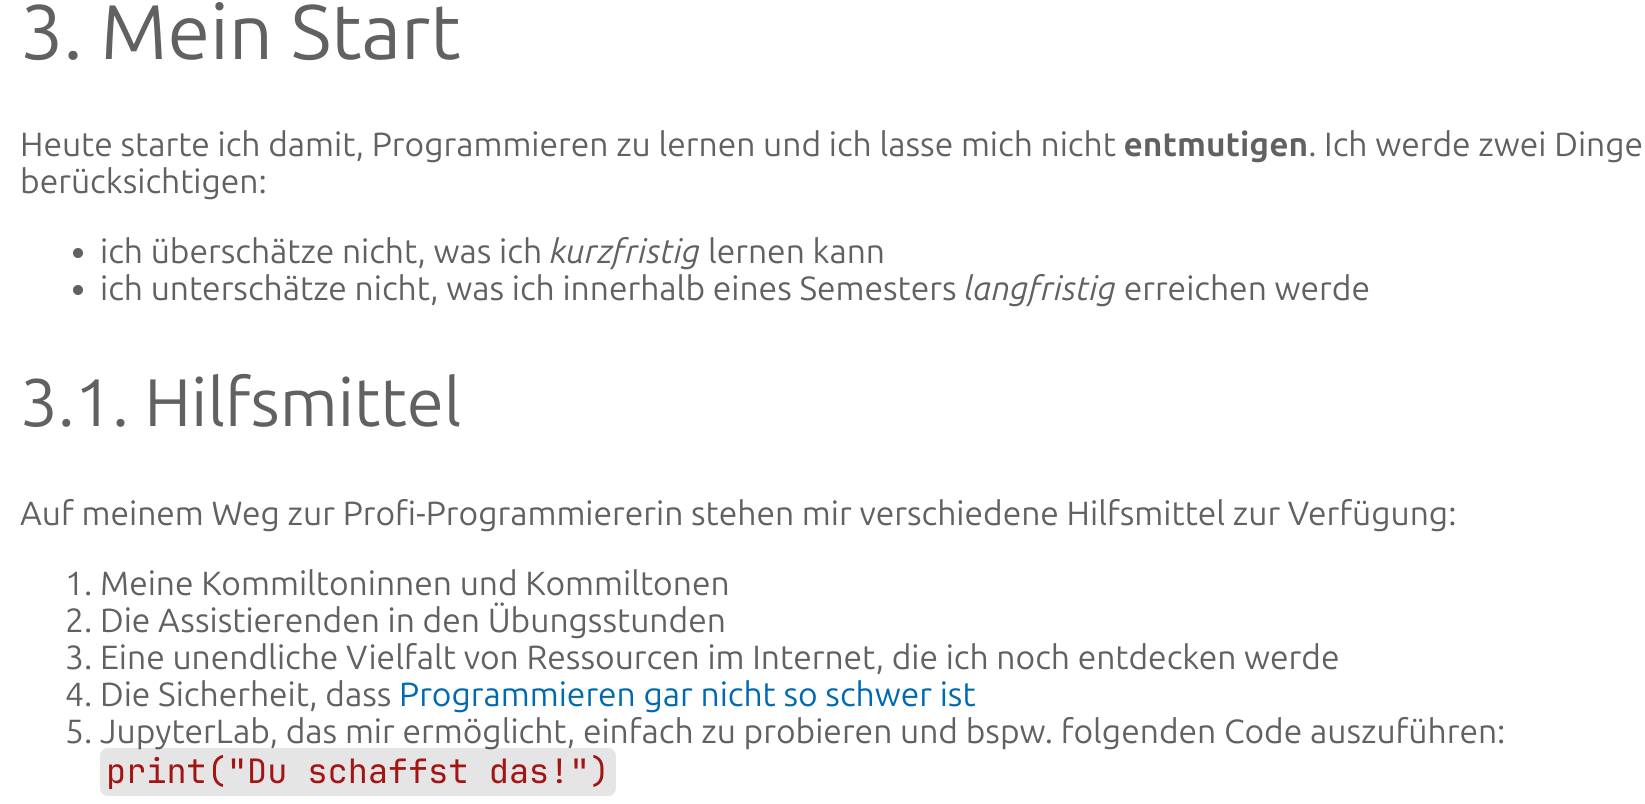 3. Mein Start
Heute starte ich damit, Programmieren zu lernen und ich lasse mich nicht entmutigen. Ich werde zwei Dinge
berücksichtigen:
• ich überschätze nicht, was ich kurzfristig lernen kann
• ich unterschätze nicht, was ich innerhalb eines Semesters langfristig erreichen werde
3.1. Hilfsmittel
Auf meinem Weg zur Profi-Programmiererin stehen mir verschiedene Hilfsmittel zur Verfügung:
1. Meine Kommiltoninnen und Kommiltonen
2. Die Assistierenden in den Übungsstunden
3. Eine unendliche Vielfalt von Ressourcen im Internet, die ich noch entdecken werde
4. Die Sicherheit, dass Programmieren gar nicht so schwer ist
5. JupyterLab, das mir ermöglicht, einfach zu probieren und bspw. folgenden Code auszuführen:
print("Du schaffst das!")